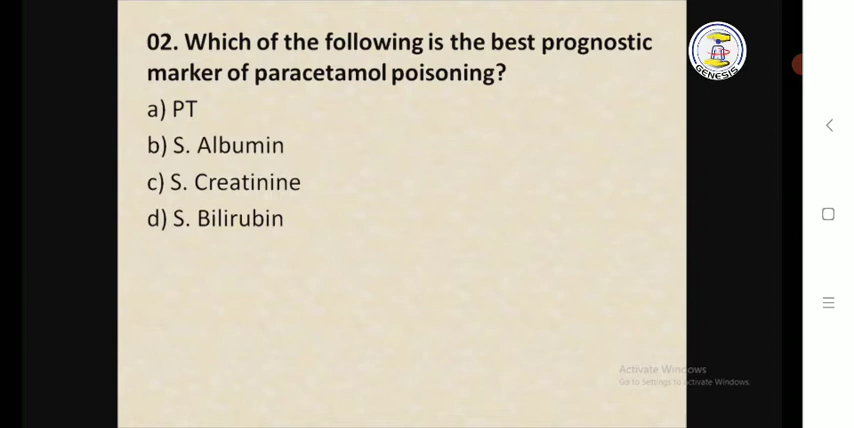 02. Which of the following is the best prognostic
marker of paracetamol poisoning?
a) PT
b) S. Albumin
c) S. Creatinine
d) S. Bilirubin
GENESIS
Activate Windows
Go to Settings to Activate Windows.